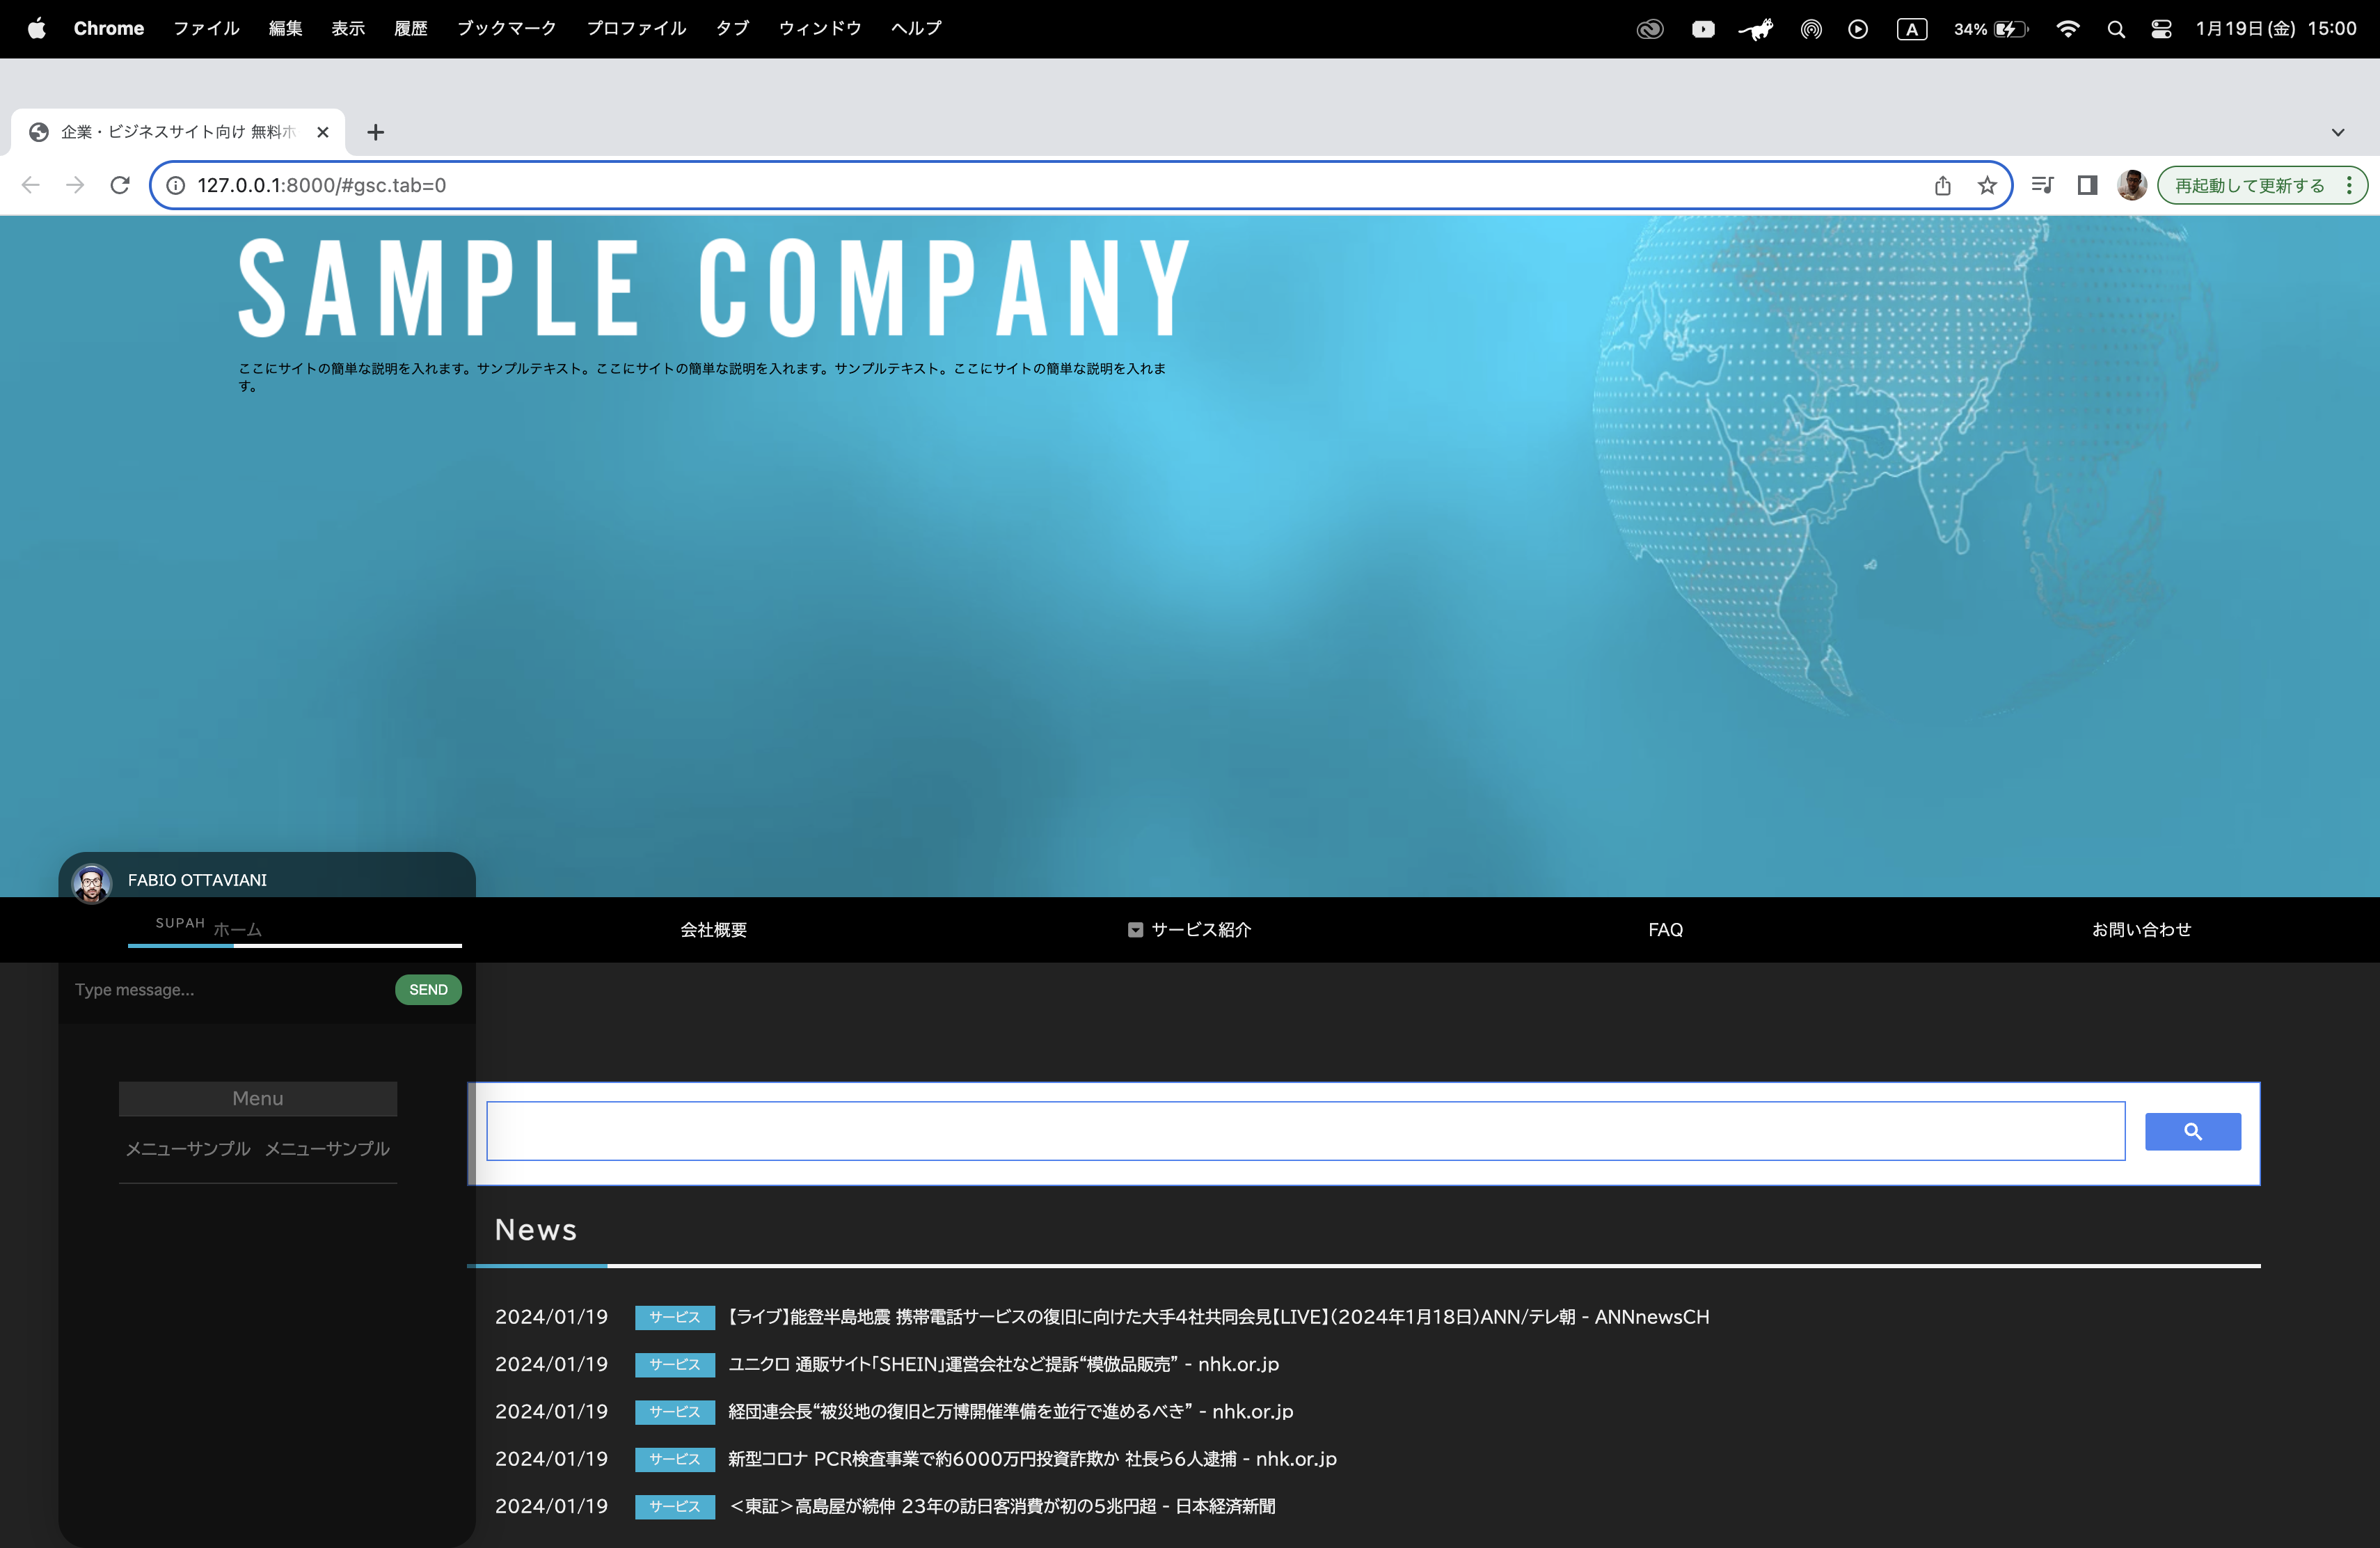 Chrome ファイル 編集 表示 履歴 ブックマーク プロファイル タブ ウィンドウ ヘルプ A 34% 1月19日(金) 15:00
企業・ビジネスサイト向け 無料ホ
127.0.0.1:8000/#gsc.tab=0 再起動して更新する
SAMPLE COMPANY
ここにサイトの簡単な説明を入れます。サンプルテキスト。ここにサイトの簡単な説明を入れます。サンプルテキスト。ここにサイトの簡単な説明を入れま
す。
FABIO OTTAVIANI
SUPAH ホーム 会社概要 サービス紹介 FAQ お問い合わせ
Type message... SEND
Menu
メニューサンプル メニューサンプル
News
2024/01/19 サービス 【ライブ】能登半島地震 携帯電話サービスの復旧に向けた大手4社共同会見【LIVE】(2024年1月18日)ANN/テレ朝 - ANNnewsCH
2024/01/19 サービス ユニクロ 通販サイト「SHEIN」運営会社など提訴“模倣品販売” - nhk.or.jp
2024/01/19 サービス 経団連会長“被災地の復旧と万博開催準備を並行で進めるべき” - nhk.or.jp
2024/01/19 サービス 新型コロナ PCR検査事業で約6000万円投資詐欺か 社長ら6人逮捕 - nhk.or.jp
2024/01/19 サービス <東証>高島屋が続伸 23年の訪日客消費が初の5兆円超 - 日本経済新聞